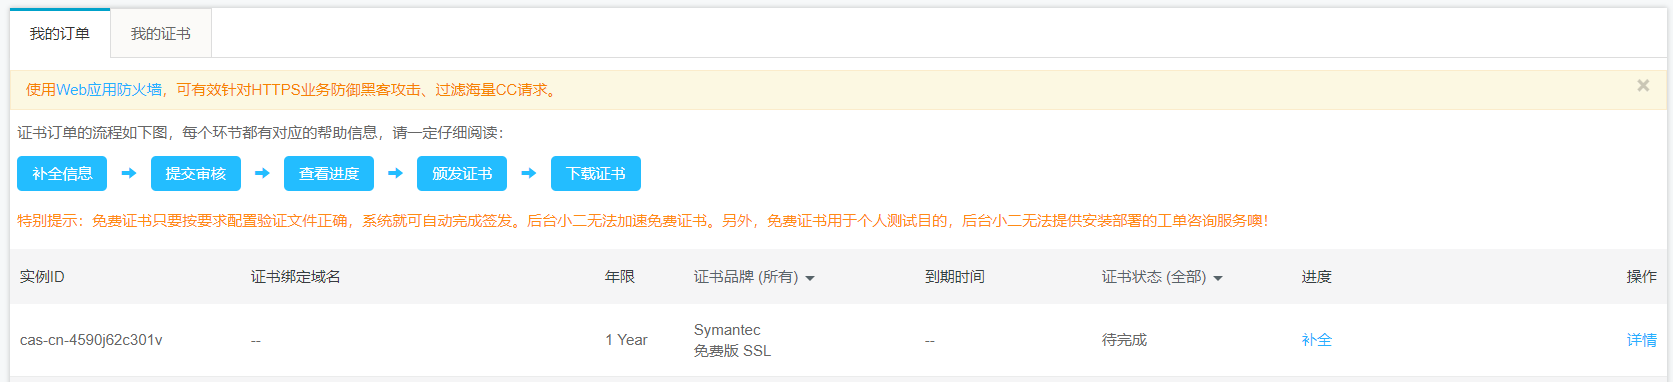 我的订单 我的证书
使用Web应用防火墙，可有效针对HTTPS业务防御黑客攻击、过滤海量CC请求。
证书订单的流程如下图，每个环节都有对应的帮助信息，请一定仔细阅读：
补全信息 提交审核 查看进度 颁发证书 下载证书
特别提示：免费证书只要按要求配置验证文件正确，系统就可自动完成签发。后台小二无法加速免费证书。另外，免费证书用于个人测试目的，后台小二无法提供安装部署的工单咨询服务噢！
实例ID 证书绑定域名 年限 证书品牌 (所有) 到期时间 证书状态 (全部) 进度 操作
cas-cn-4590j62c301v -- 1 Year Symantec -- 待完成 补全 详情
免费版 SSL